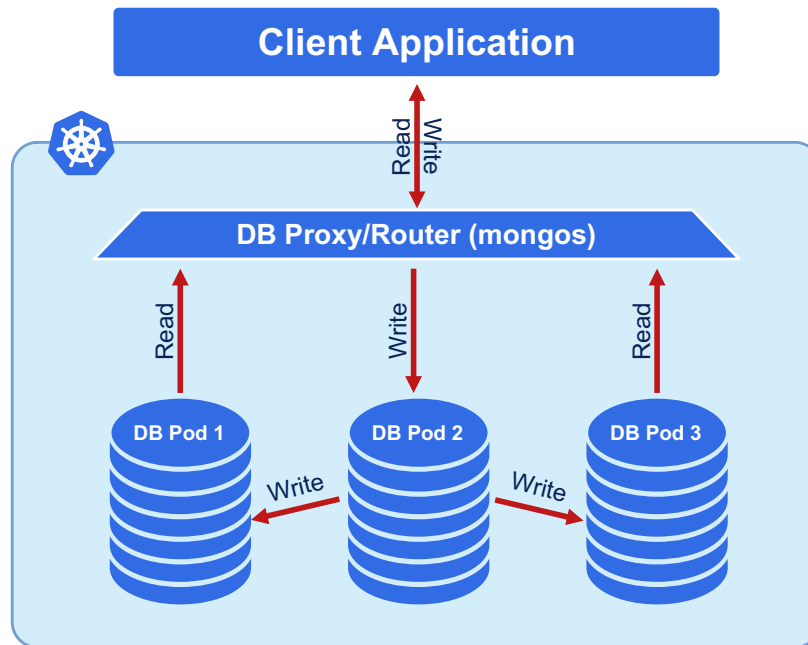 Client Application
Read
Write
DB Proxy/Router (mongos)
Read
Write
Read
DB Pod 1
DB Pod 2
DB Pod 3
Write
Write